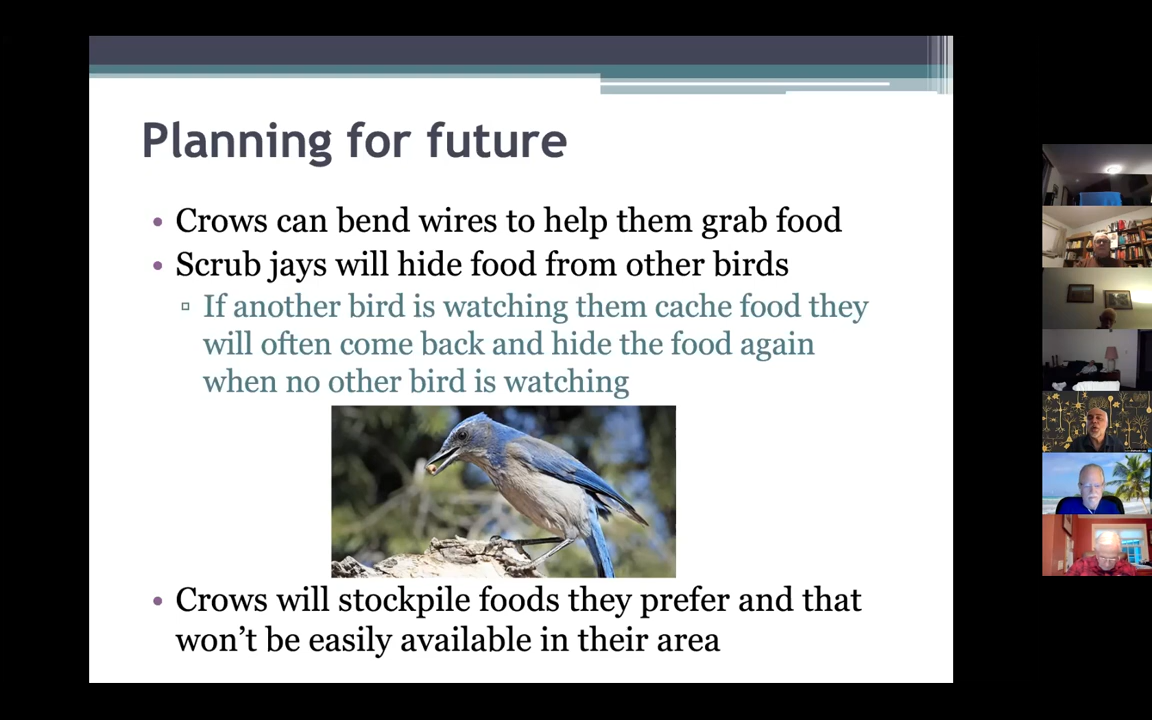 Planning for future
• Crows can bend wires to help them grab food
• Scrub jays will hide food from other birds
▫ If another bird is watching them cache food they
will often come back and hide the food again
when no other bird is watching
• Crows will stockpile foods they prefer and that
won't be easily available in their area